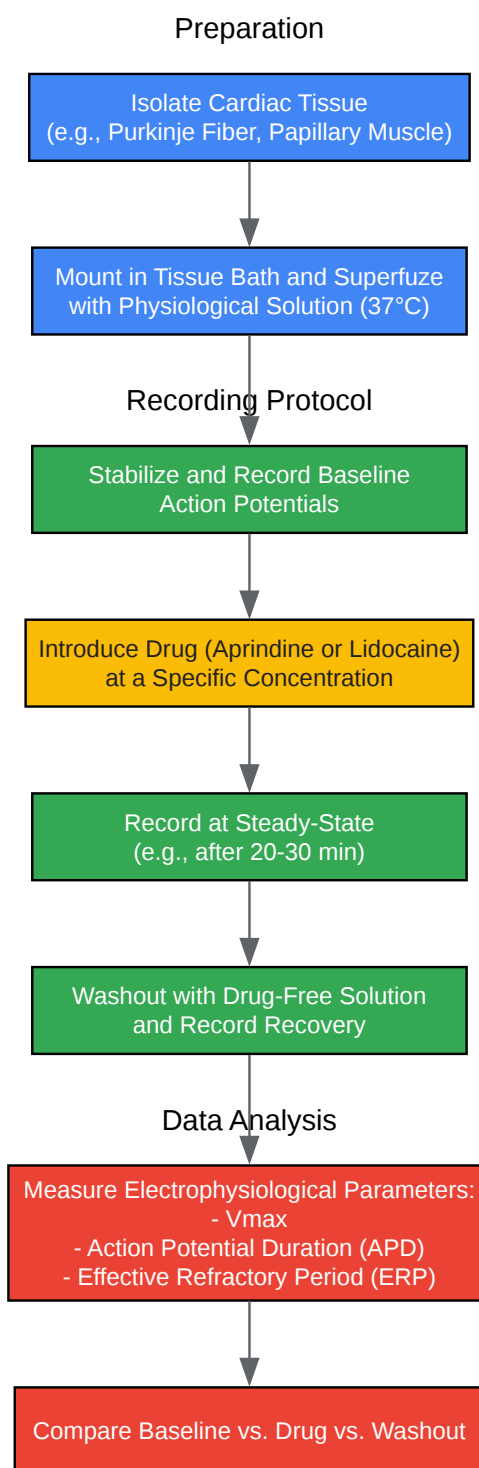 Preparation
Isolate Cardiac Tissue
(e.g., Purkinje Fiber, Papillary Muscle)
Mount in Tissue Bath and Superfuze
with Physiological Solution (37°C)
Recording Protocol
Stabilize and Record Baseline
Action Potentials
Introduce Drug (Aprindine or Lidocaine)
at a Specific Concentration
Record at Steady-State
(e.g., after 20-30 min)
Washout with Drug-Free Solution
and Record Recovery
Data Analysis
Measure Electrophysiological Parameters:
- Vmax
- Action Potential Duration (APD)
- Effective Refractory Period (ERP)
Compare Baseline vs. Drug vs. Washout